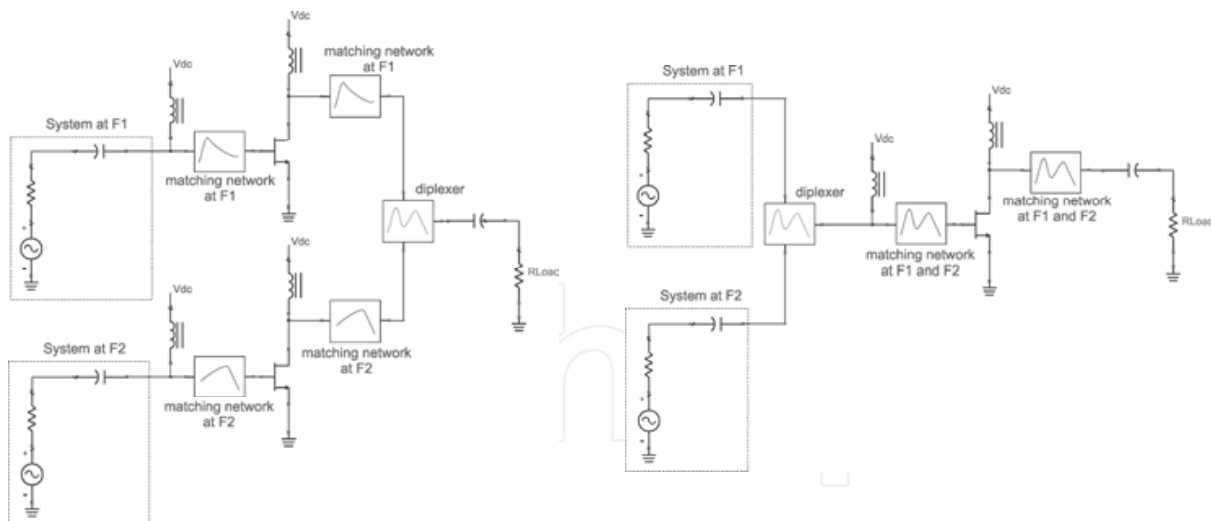 Vdc
matching network
at F1
Vdc
System at F1
matching network
at F1
diplexer
Vdc
RLoac
Vdc
System at F2
matching network
at F2
matching network
at F2
System at F1
Vdc
Vdc
diplexer
matching network
at F1 and F2
matching network
at F1 and F2
RLoac
System at F2